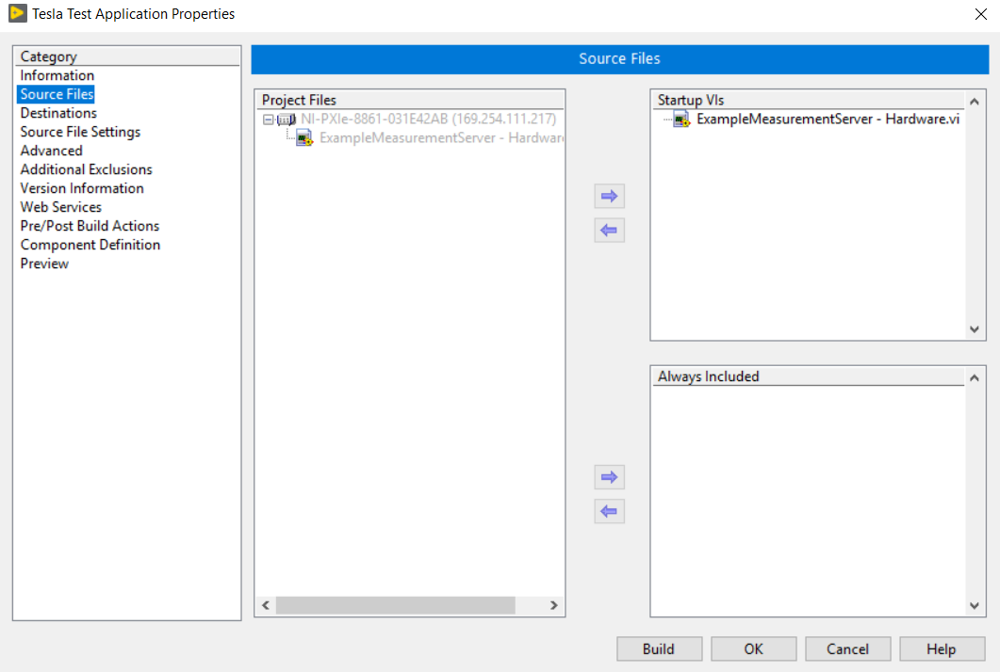 Tesla Test Application Properties
Category
Information
Source Files
Destinations
Source File Settings
Advanced
Additional Exclusions
Version Information
Web Services
Pre/Post Build Actions
Component Definition
Preview
Source Files
Project Files
NI-PXIe-8861-031E42AB (169.254.111.217)
ExampleMeasurementServer - Hardware
Startup VIs
ExampleMeasurementServer - Hardware.vi
Always Included
Build
OK
Cancel
Help